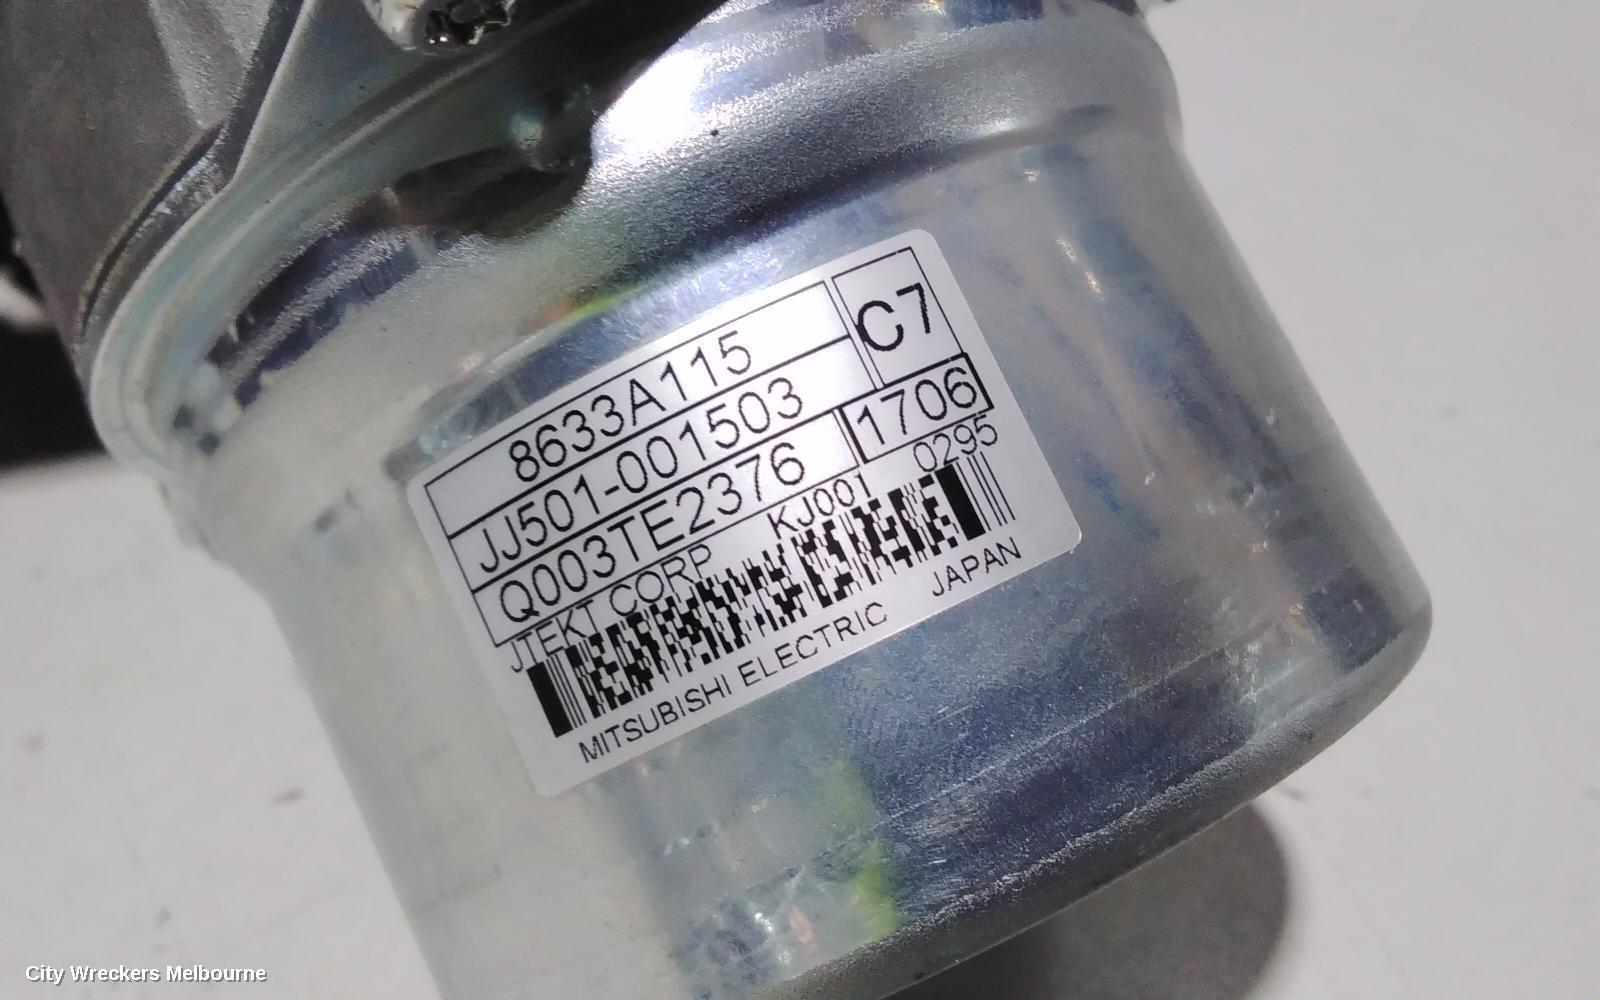 8633A115
C7
JJ501-001503
Q003TE2376
1706
JTEKT CORP KJ001 0295
MITSUBISHI ELECTRIC JAPAN
City Wreckers Melbourne